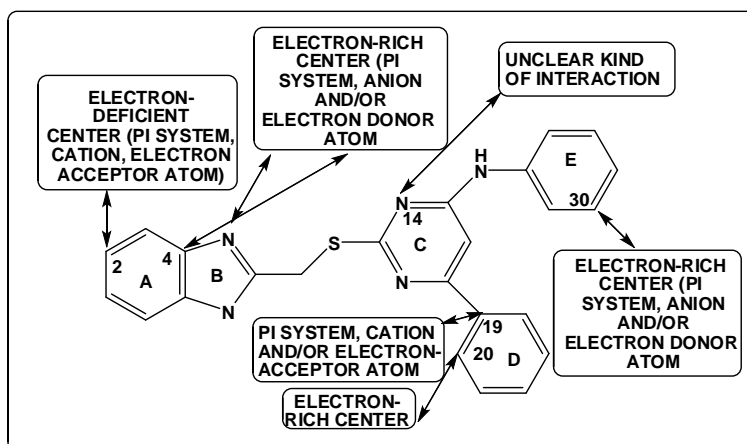 ELECTRON-RICH
CENTER (PI
SYSTEM, ANION
AND/OR
ELECTRON DONOR
ATOM
UNCLEAR KIND
OF INTERACTION
ELECTRON-
DEFICIENT
CENTER (PI SYSTEM,
CATION, ELECTRON
ACCEPTOR ATOM)
H
N
E
30
N
14
C
N
S
2
4
A
N
B
N
ELECTRON-RICH
CENTER (PI
SYSTEM, ANION
AND/OR
ELECTRON DONOR
ATOM
PI SYSTEM, CATION
AND/OR ELECTRON-
ACCEPTOR ATOM
19
20
D
ELECTRON-
RICH CENTER